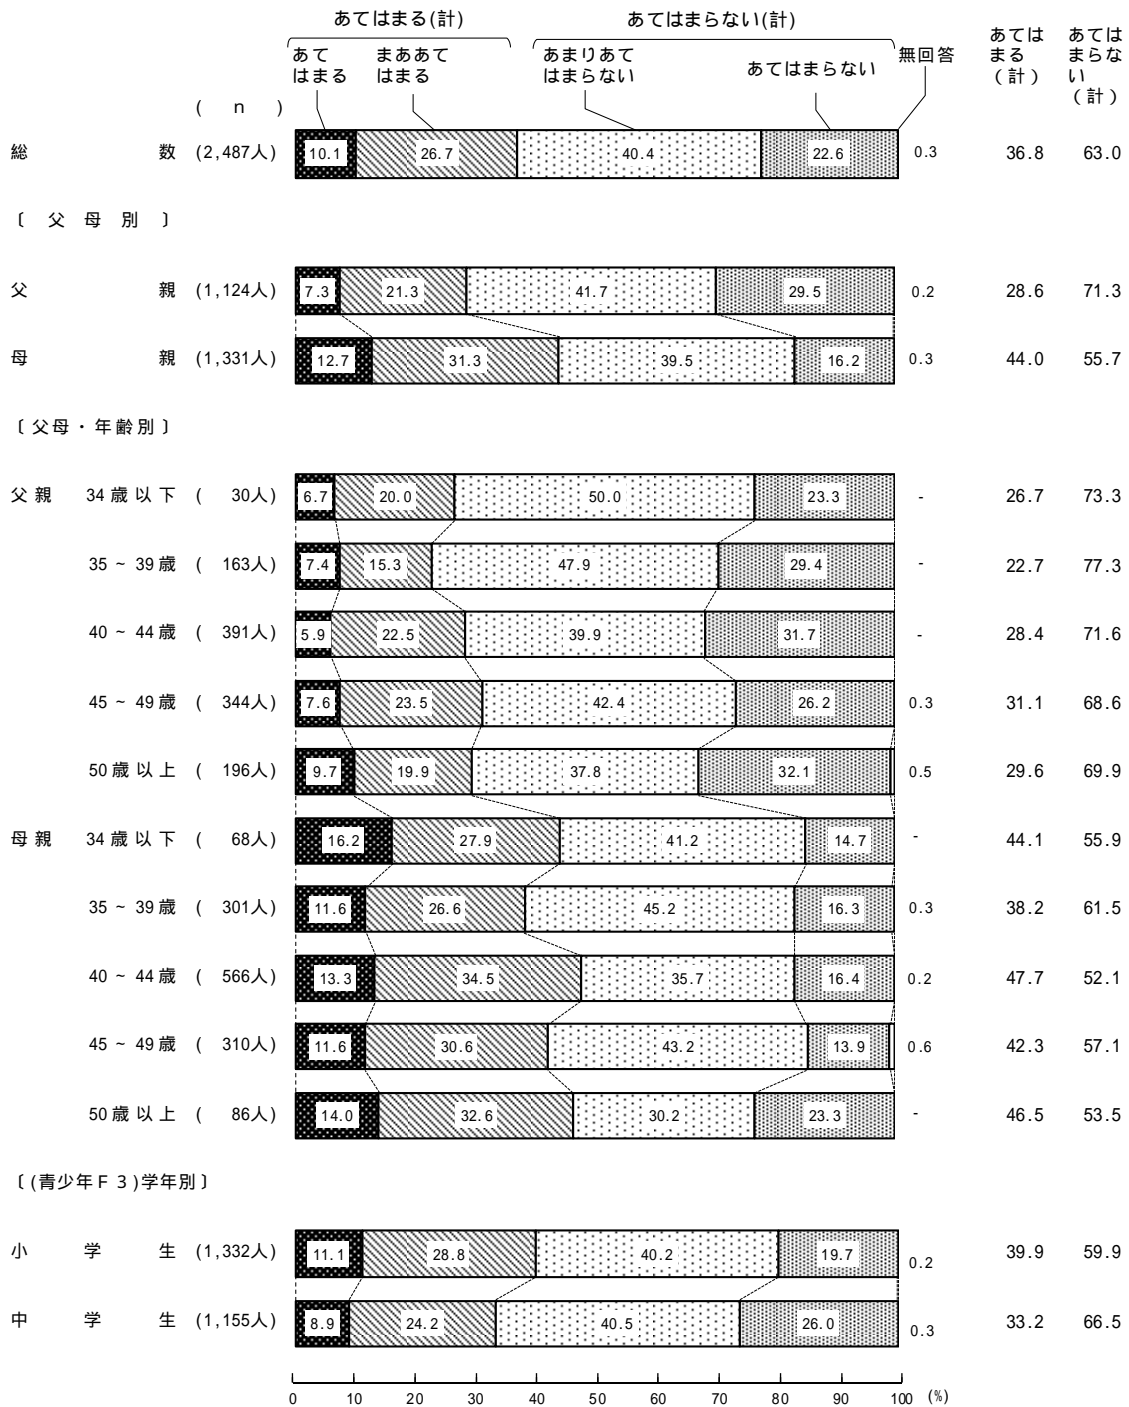 あてはまる(計) あてはまらない(計)
あてはまる まああてはまる あまりあてはまらない あてはまらない 無回答 あてはまる(計) あてはまらない(計)
( n )
総 数 (2,487人) 10.1 26.7 40.4 22.6 0.3 36.8 63.0
〔 父 母 別 〕
父 親 (1,124人) 7.3 21.3 41.7 29.5 0.2 28.6 71.3
母 親 (1,331人) 12.7 31.3 39.5 16.2 0.3 44.0 55.7
〔父母・年齢別〕
父親 34歳以下 ( 30人) 6.7 20.0 50.0 23.3 - 26.7 73.3
35~39歳 ( 163人) 7.4 15.3 47.9 29.4 - 22.7 77.3
40~44歳 ( 391人) 5.9 22.5 39.9 31.7 - 28.4 71.6
45~49歳 ( 344人) 7.6 23.5 42.4 26.2 0.3 31.1 68.6
50歳以上 ( 196人) 9.7 19.9 37.8 32.1 0.5 29.6 69.9
母親 34歳以下 ( 68人) 16.2 27.9 41.2 14.7 - 44.1 55.9
35~39歳 ( 301人) 11.6 26.6 45.2 16.3 0.3 38.2 61.5
40~44歳 ( 566人) 13.3 34.5 35.7 16.4 0.2 47.7 52.1
45~49歳 ( 310人) 11.6 30.6 43.2 13.9 0.6 42.3 57.1
50歳以上 ( 86人) 14.0 32.6 30.2 23.3 - 46.5 53.5
〔(青少年F3)学年別〕
小 学 生 (1,332人) 11.1 28.8 40.2 19.7 0.2 39.9 59.9
中 学 生 (1,155人) 8.9 24.2 40.5 26.0 0.3 33.2 66.5
0 10 20 30 40 50 60 70 80 90 100 (%)